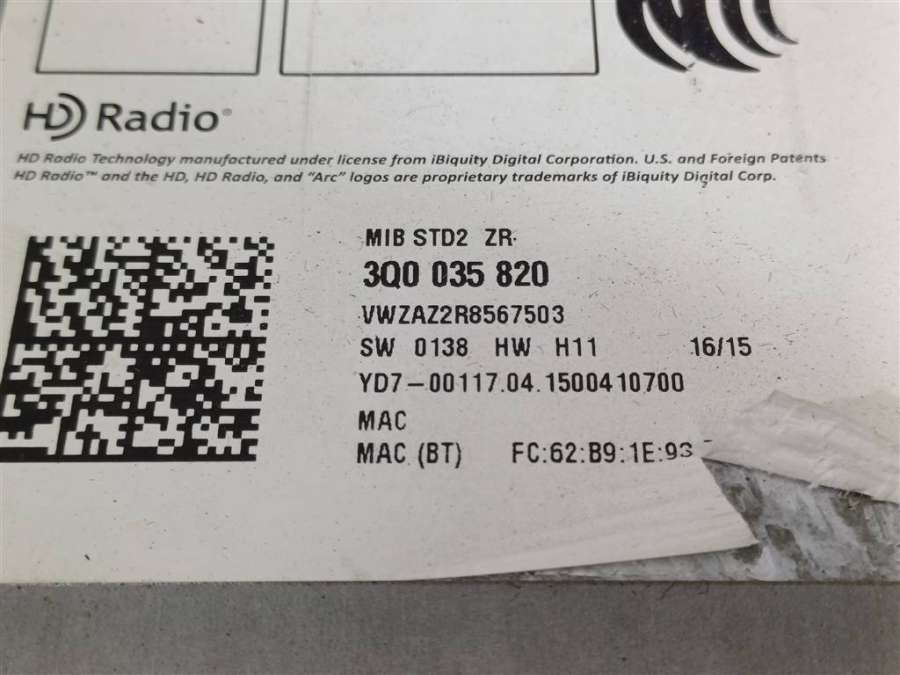 HD Radio®
HD Radio Technology manufactured under license from iBiquity Digital Corporation. U.S. and Foreign Patents
HD Radio™ and the HD, HD Radio, and "Arc" logos are proprietary trademarks of iBiquity Digital Corp.
MIB STD2 ZR
3Q0 035 820
VWZAZ2R8567503
SW 0138 HW H11 16/15
YD7-00117.04.1500410700
MAC
MAC (BT) FC:62:B9:1E:93